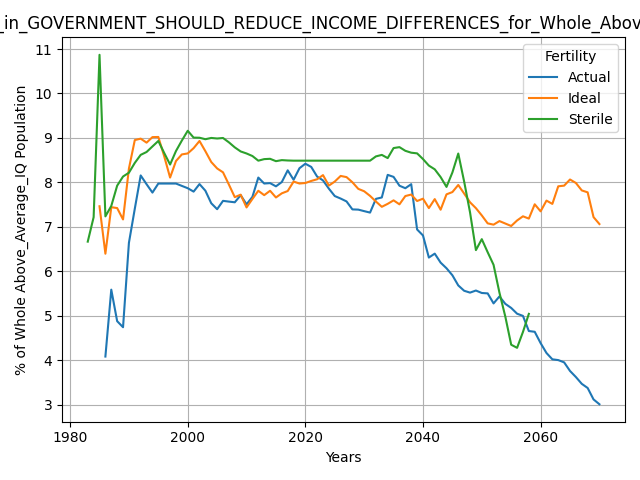 _in_GOVERNMENT_SHOULD_REDUCE_INCOME_DIFFERENCES_for_Whole_Abov
11
10
9
8
7
6
5
4
3
% of Whole Above_Average_IQ Population
Fertility
Actual
Ideal
Sterile
1980
2000
2020
2040
2060
Years